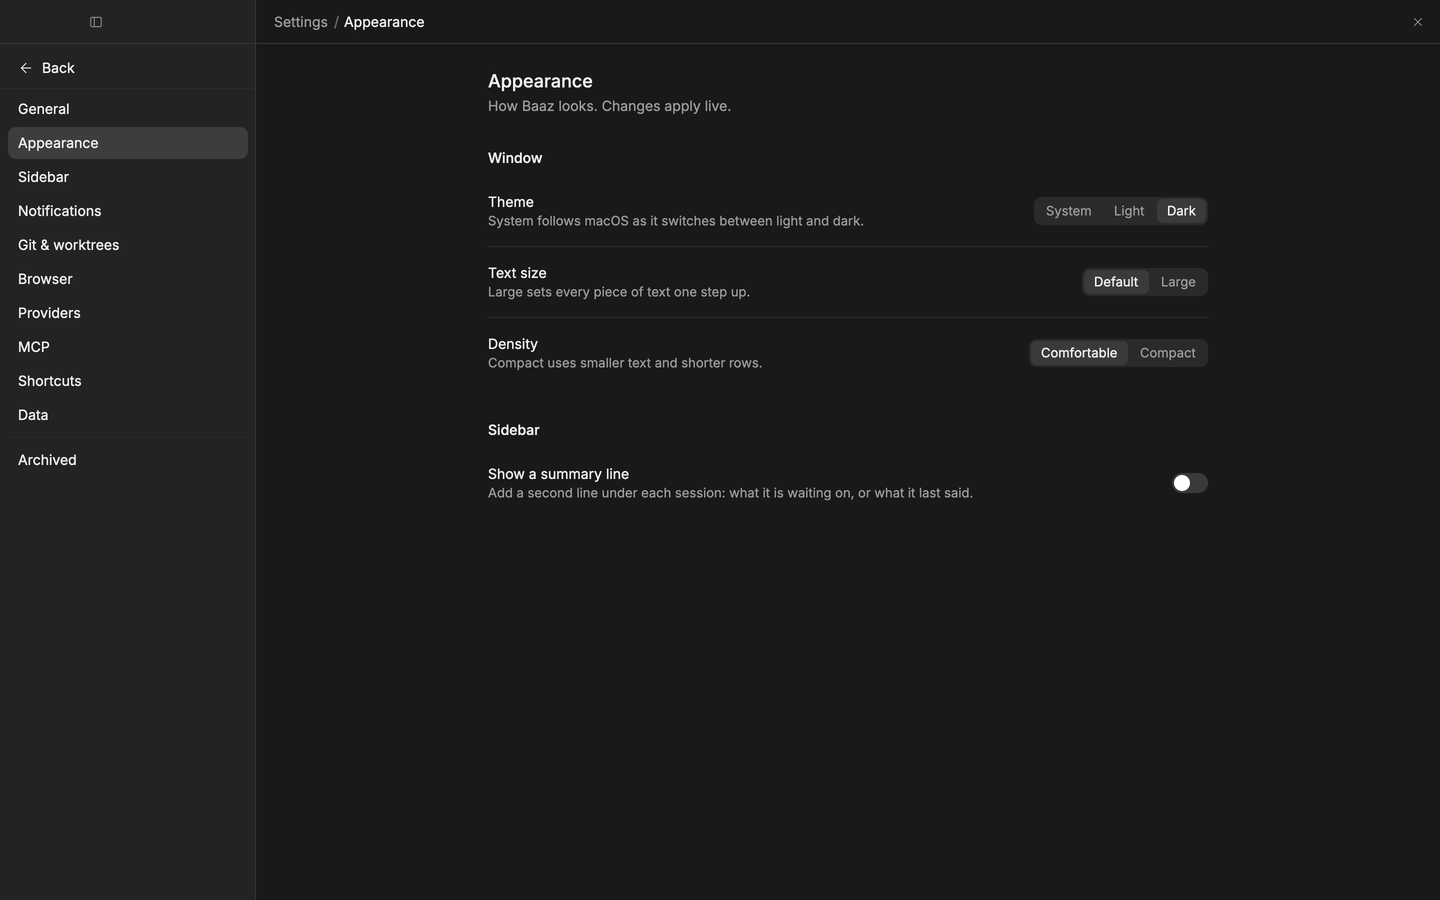 Settings / Appearance
Back
General
Appearance
Sidebar
Notifications
Git & worktrees
Browser
Providers
MCP
Shortcuts
Data
Archived
Appearance
How Baaz looks. Changes apply live.
Window
Theme
System follows macOS as it switches between light and dark.
System Light Dark
Text size
Large sets every piece of text one step up.
Default Large
Density
Compact uses smaller text and shorter rows.
Comfortable Compact
Sidebar
Show a summary line
Add a second line under each session: what it is waiting on, or what it last said.